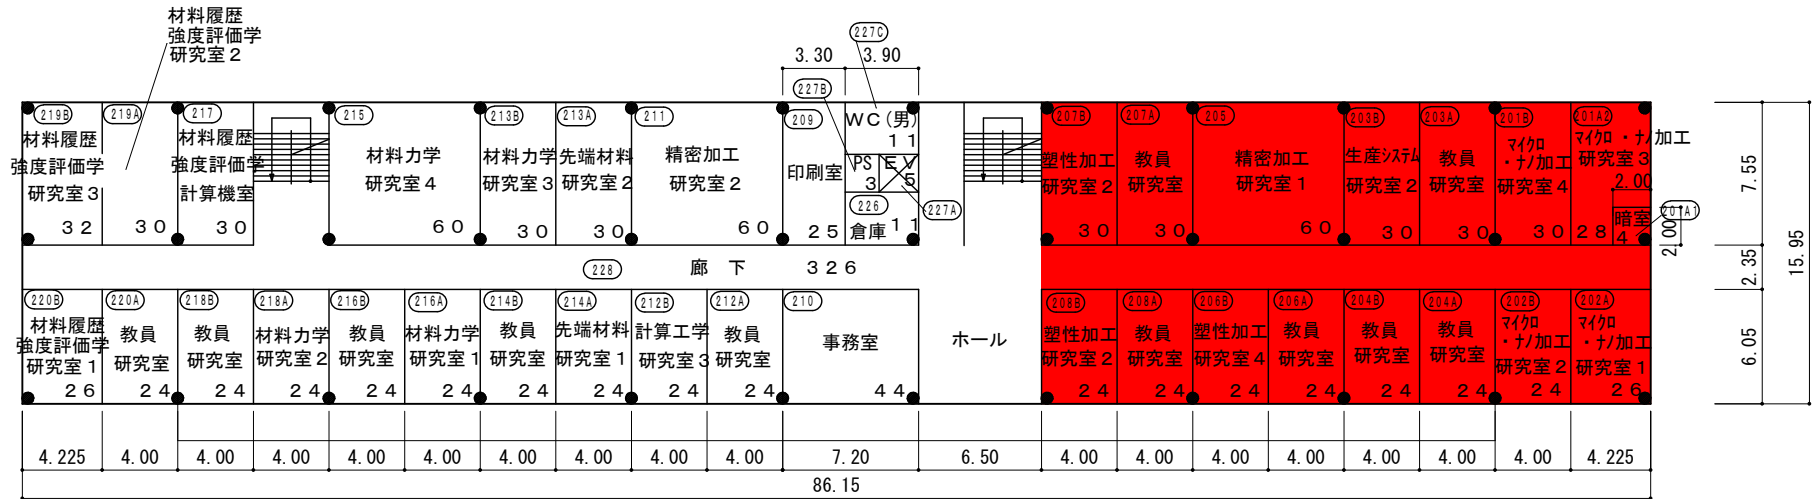 材料履歴
強度評価学
研究室２
227C
3.30
3.90
227B
219B
219A
217
215
213B
213A
211
209
WC(男)
１１
207B
207A
205
203B
203A
201B
201A2
材料履歴
強度評価学
研究室３
３２
３０
材料履歴
強度評価学
計算機室
３０
材料力学
研究室４
６０
材料力学
研究室３
３０
先端材料
研究室２
３０
精密加工
研究室２
６０
印刷室
２５
PS
３
EV
５
226
倉庫
１１
227A
塑性加工
研究室２
３０
教員
研究室
３０
精密加工
研究室１
６０
生産システム
研究室２
３０
教員
研究室
３０
マイクロ
・ナノ加工
研究室４
３０
マイクロ・ナノ加工
研究室３
２８
2.00
暗室
４
201A1
2.00
7.55
2.35
6.05
15.95
228
廊下
３２６
220B
220A
218B
218A
216B
216A
214B
214A
212B
212A
210
208B
208A
206B
206A
204B
204A
202B
202A
材料履歴
強度評価学
研究室１
２６
教員
研究室
２４
教員
研究室
２４
材料力学
研究室２
２４
教員
研究室
２４
材料力学
研究室１
２４
教員
研究室
２４
先端材料
研究室１
２４
計算工学
研究室３
２４
教員
研究室
２４
事務室
４４
ホール
塑性加工
研究室２
２４
教員
研究室
２４
塑性加工
研究室４
２４
教員
研究室
２４
教員
研究室
２４
教員
研究室
２４
マイクロ
・ナノ加工
研究室２
２４
マイクロ
・ナノ加工
研究室１
２６
4.225
4.00
4.00
4.00
4.00
4.00
4.00
4.00
4.00
4.00
7.20
6.50
4.00
4.00
4.00
4.00
4.00
4.00
4.00
4.225
86.15